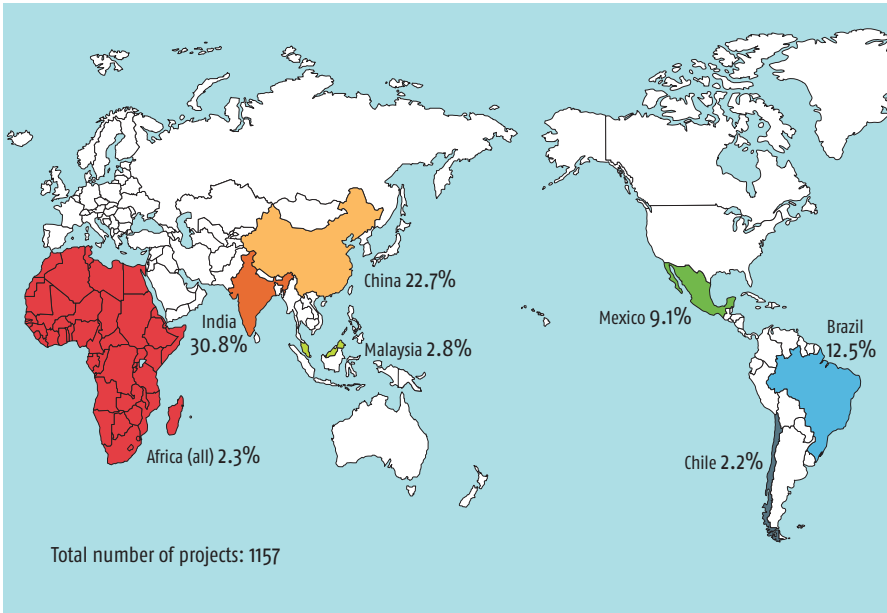 China 22.7%
India
30.8%
Malaysia 2.8%
Mexico 9.1%
Brazil
12.5%
Africa (all) 2.3%
Chile 2.2%
Total number of projects: 1157